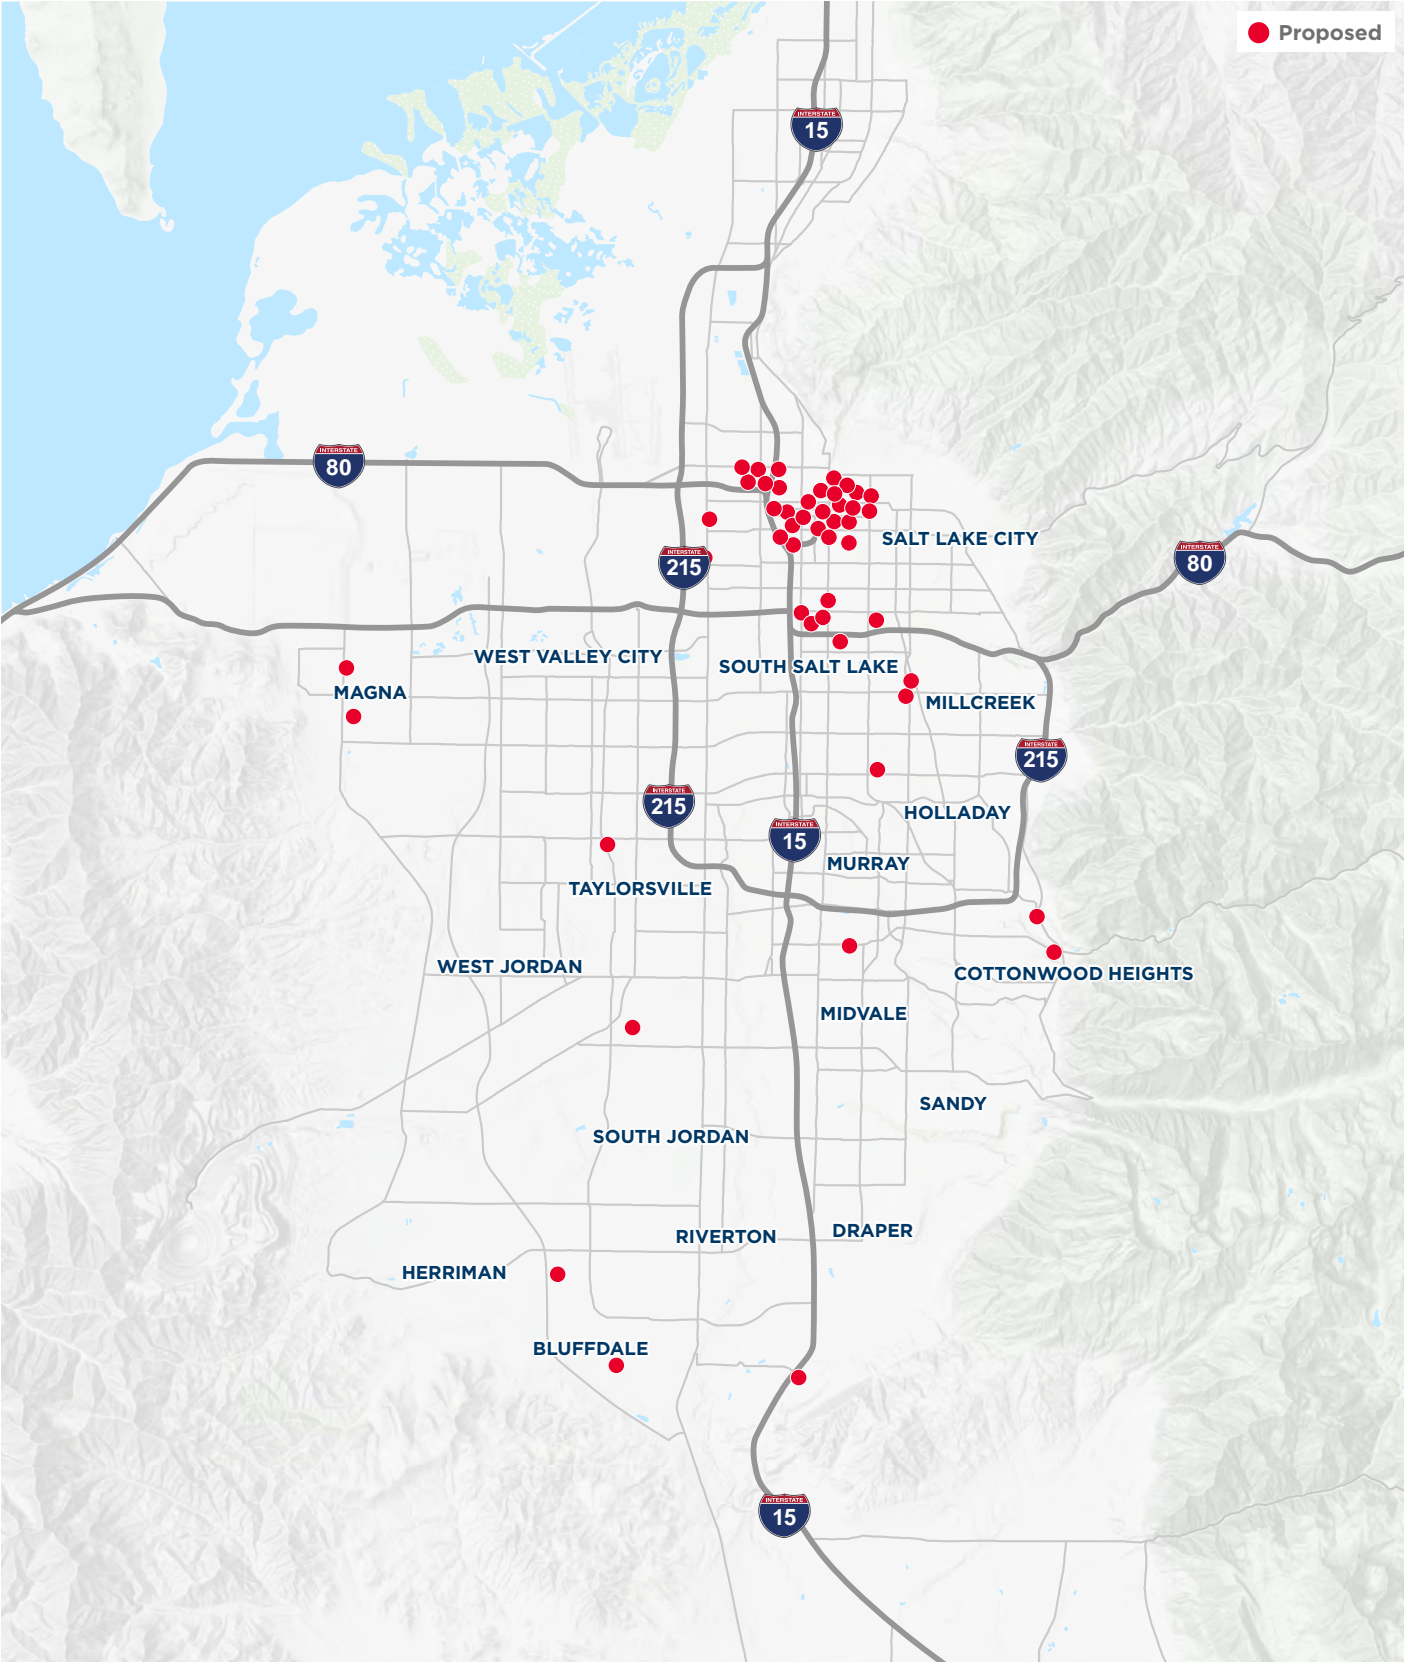 Proposed
INTERSTATE
15
INTERSTATE
80
SALT LAKE CITY
INTERSTATE
215
INTERSTATE
80
WEST VALLEY CITY
SOUTH SALT LAKE
MAGNA
MILLCREEK
INTERSTATE
215
INTERSTATE
215
HOLLADAY
INTERSTATE
15
MURRAY
TAYLORSVILLE
WEST JORDAN
COTTONWOOD HEIGHTS
MIDVALE
SANDY
SOUTH JORDAN
DRAPER
RIVERTON
HERRIMAN
BLUFFDALE
INTERSTATE
15